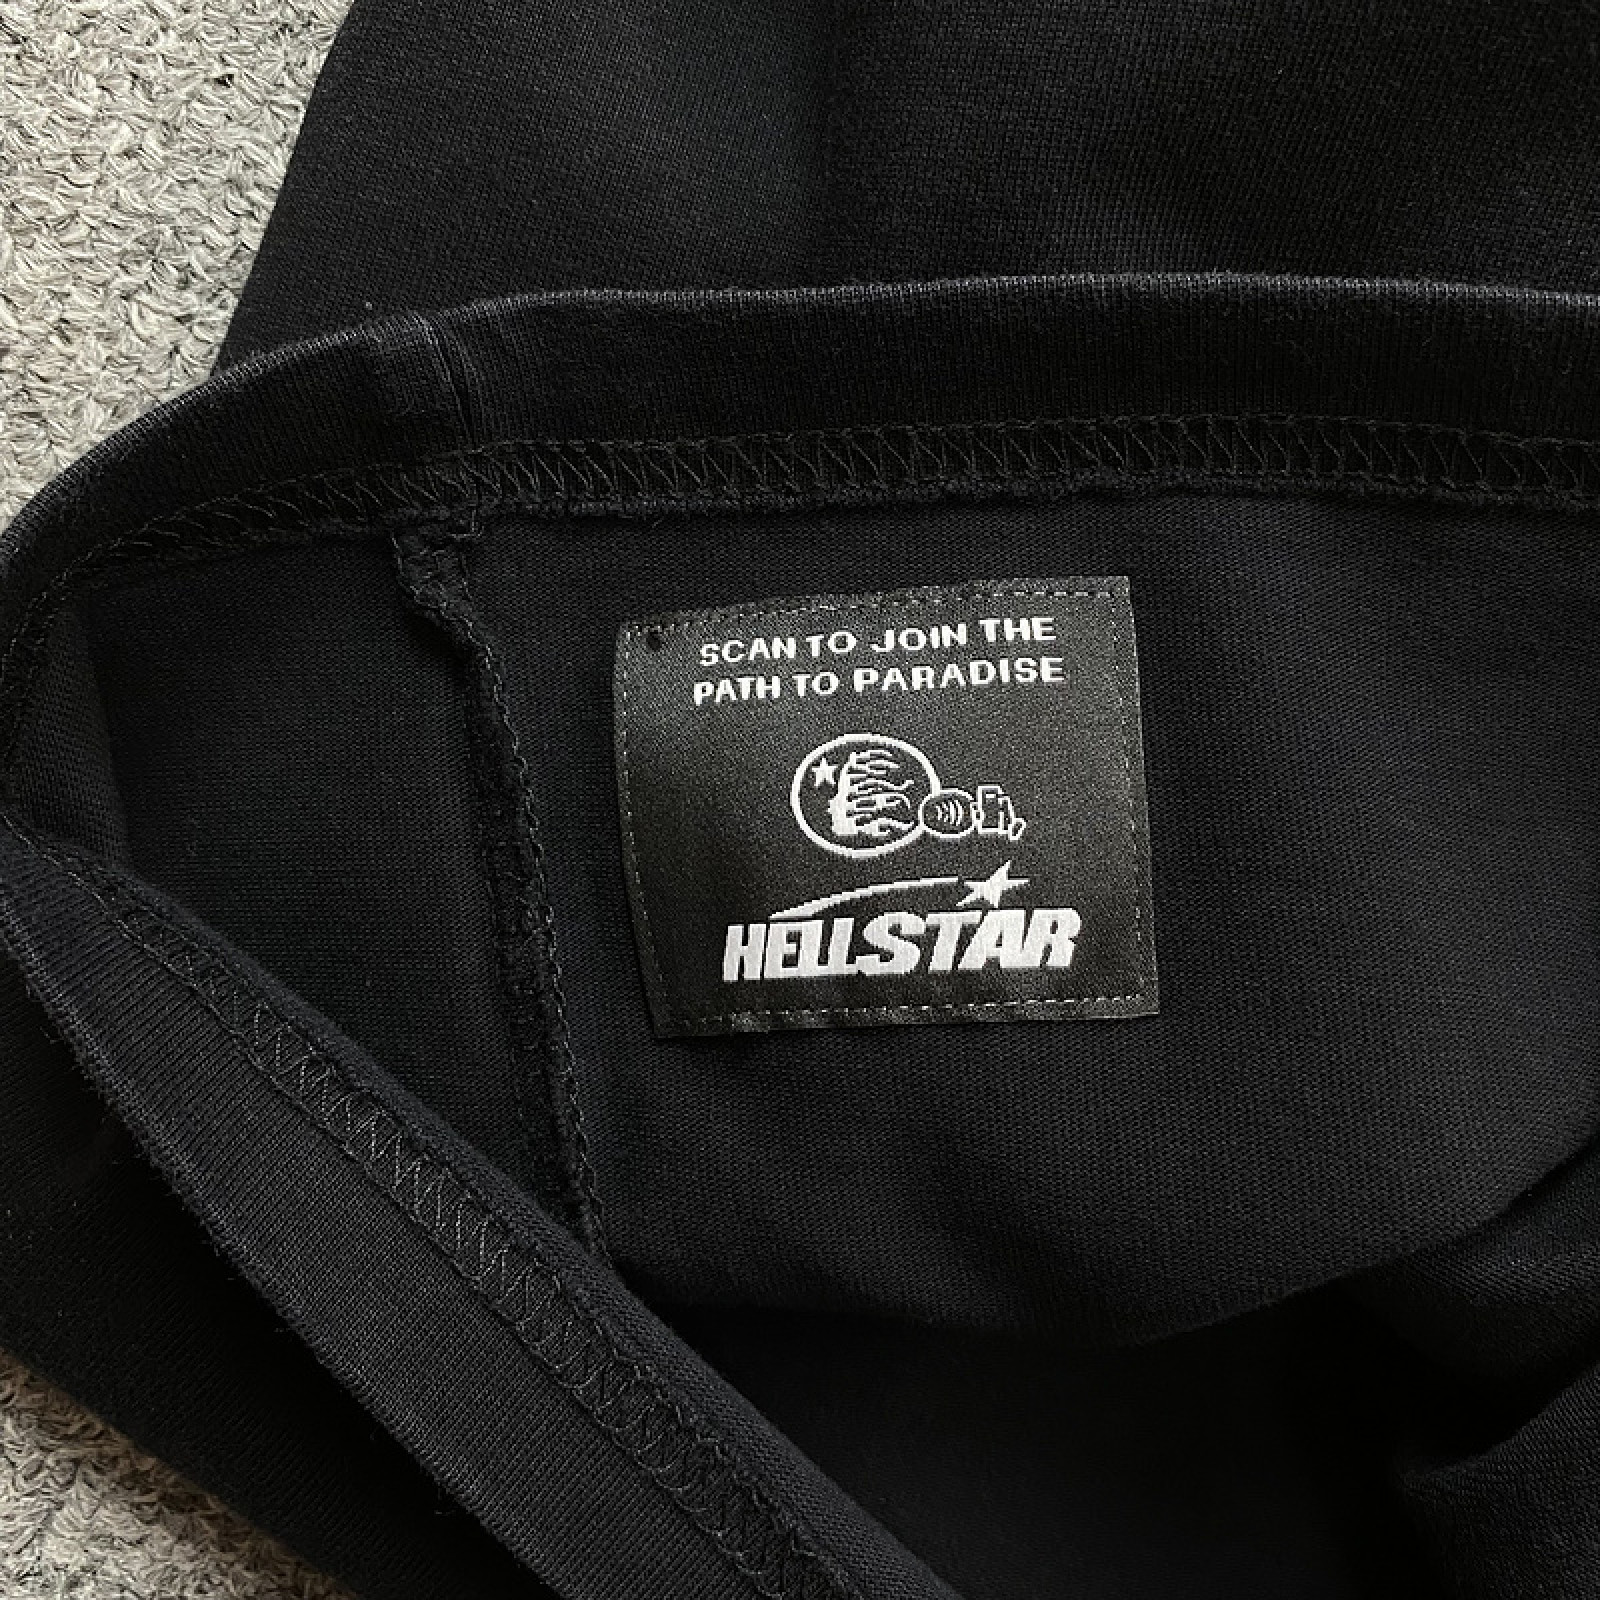 SCAN TO JOIN THE
PATH TO PARADISE
HELLSTAR